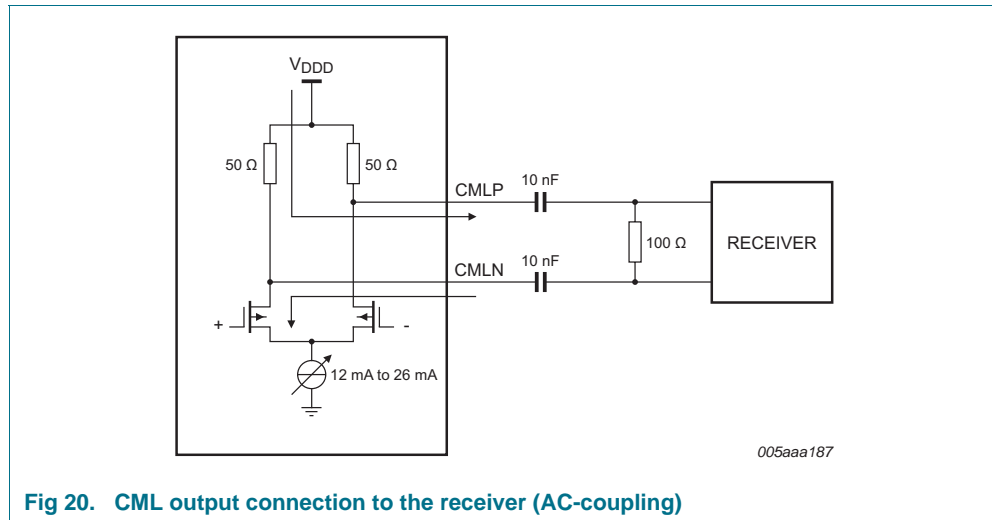 VDDD
50 Ω
50 Ω
CMLP
10 nF
100 Ω
RECEIVER
CMLN
10 nF
+
-
12 mA to 26 mA
005aaa187
Fig 20. CML output connection to the receiver (AC-coupling)